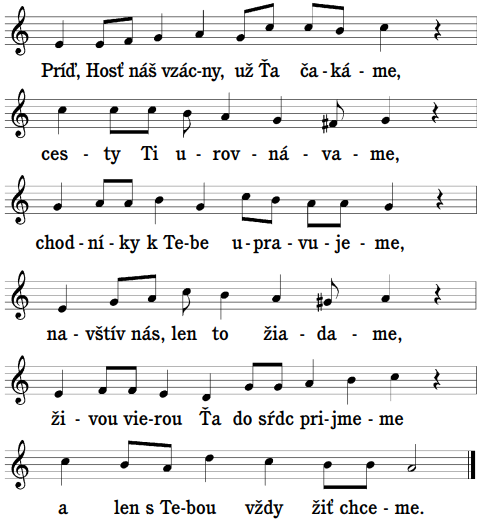 Príď, Hosť náš vzác-ny, už Ťa ča - ká - me,
ces - ty Ti u - rov - ná - va - me,
chod - ní - ky k Te-be u - pra - vu - je - me,
na - vštív nás, len to žia - da - me,
ži - vou vie-rou Ťa do sŕdc pri-jme - me
a len s Te-bou vždy žiť chce - me.